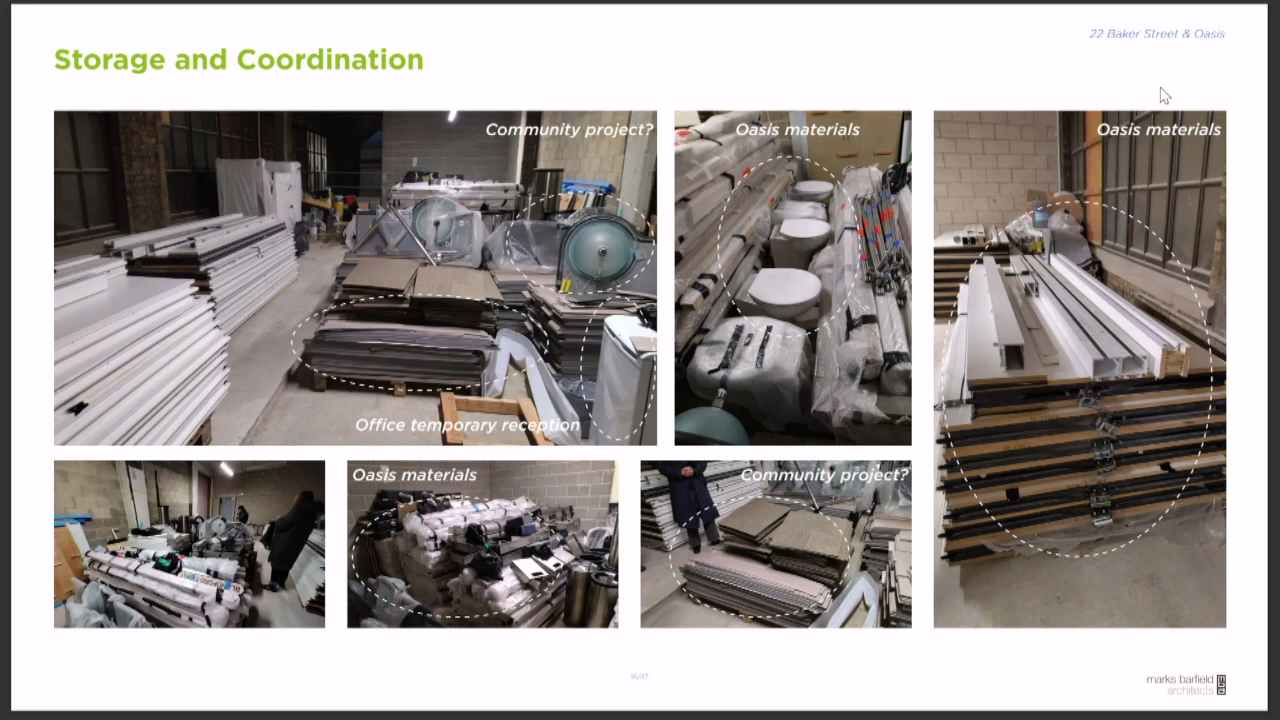 22 Baker Street & Oasis
Storage and Coordination
Community project?
Oasis materials
Oasis materials
Office temporary reception
Oasis materials
Community project?
marks barfield
architects